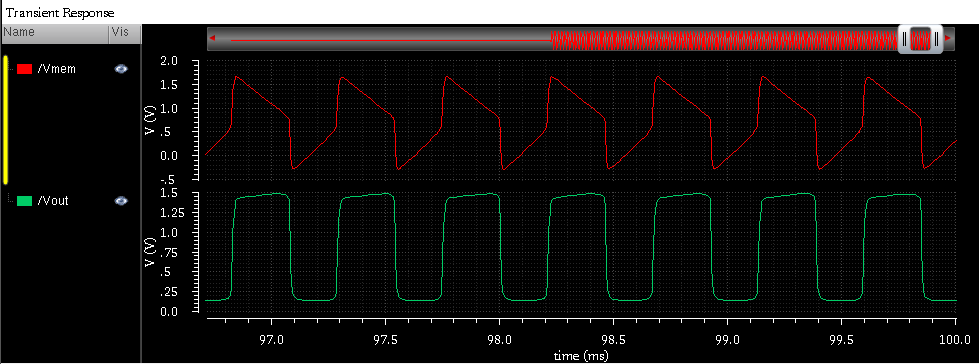 Transient Response
Name Vis
/Vmem
V (V)
2.0
1.5
1.0
.5
0.0
-.5
/Vout
V (V)
1.5
1.25
1.0
.75
.5
.25
0.0
97.0 97.5 98.0 98.5 99.0 99.5 100.0
time (ms)